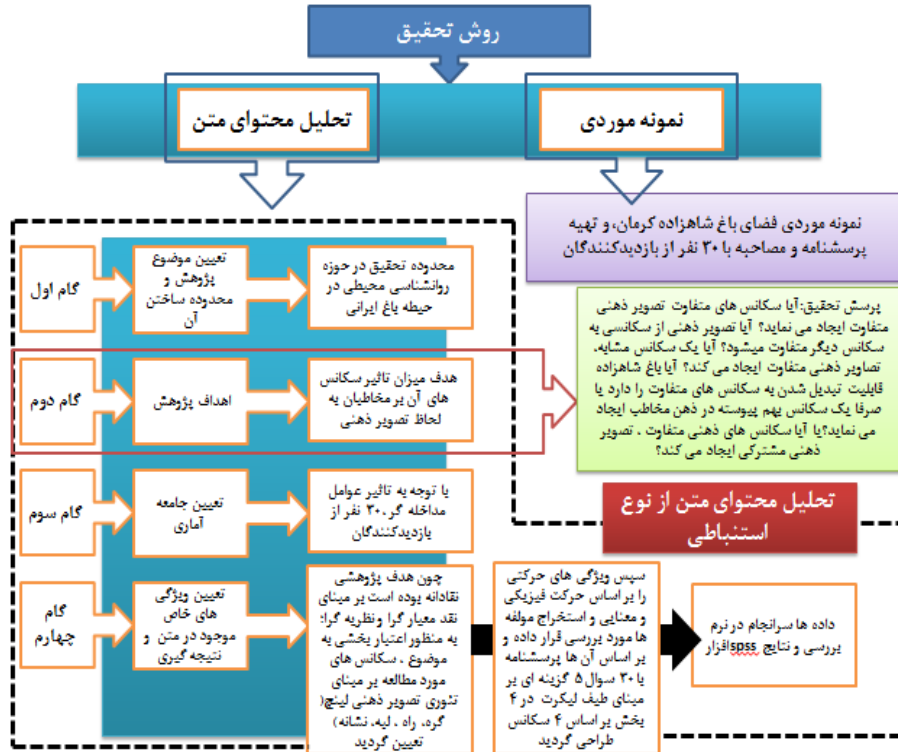 روش تحقیق
نمونه موردی
تحلیل محتوای متن
نمونه موردی فضای باغ شاهزاده کرمان، و تهیه
پرسشنامه و مصاحبه با ۳۰ نفر از بازدیدکنندگان
گام اول
تعیین موضوع
پژوهش و
محدوده ساختن
آن
محدوده تحقیق در حوزه
روانشناسی محیطی در
حیطه باغ ایرانی
پرسش تحقیق:آیا سکانس های متفاوت تصویر ذهنی
متفاوت ایجاد می نماید؟ آیا تصویر ذهنی از سکانسی به
سکانس دیگر متفاوت میشود؟ آیا یک سکانس مشابه،
تصاویر ذهنی متفاوت ایجاد می کند؟ آیا باغ شاهزاده
قابلیت تبدیل شدن به سکانس های متفاوت را دارد یا
صرفا یک سکانس بهم پیوسته در ذهن مخاطب ایجاد
می نماید؟یا آیا سکانس های ذهنی متفاوت ، تصویر
ذهنی مشترکی ایجاد می کند؟
گام دوم
اهداف پژوهش
هدف میزان تاثیر سکانس
های آن بر مخاطبان به
لحاظ تصویر ذهنی
گام سوم
تعیین جامعه
آماری
با توجه به تاثیر عوامل
مداخله گر، ۳۰ نفر از
بازدیدکنندگان
تحلیل محتوای متن از نوع
استنباطی
گام
چهارم
تعیین ویژگی
های خاص
موجود در متن و
نتیجه گیری
چون هدف پژوهشی
نقادانه بوده است بر مبنای
نقد معیار گرا و نظریه گرا؛
به منظور اعتبار بخشی به
موضوع ، سکانس های
مورد مطالعه بر مبنای
تئوری تصویر ذهنی لینچ(
گره، راه ، لبه، نشانه)
تعیین گردید
سپس ویژگی های حرکتی
را بر اساس حرکت فیزیکی
و معنایی و استخراج مولفه
ها مورد بررسی قرار داده و
بر اساس آن ها پرسشنامه
با ۳۰ سوال ۵ گزینه ای بر
مبنای طیف لیکرت در ۴
بخش بر اساس ۴ سکانس
طراحی گردید
داده ها سرانجام در نرم
افزارspss بررسی و نتایج